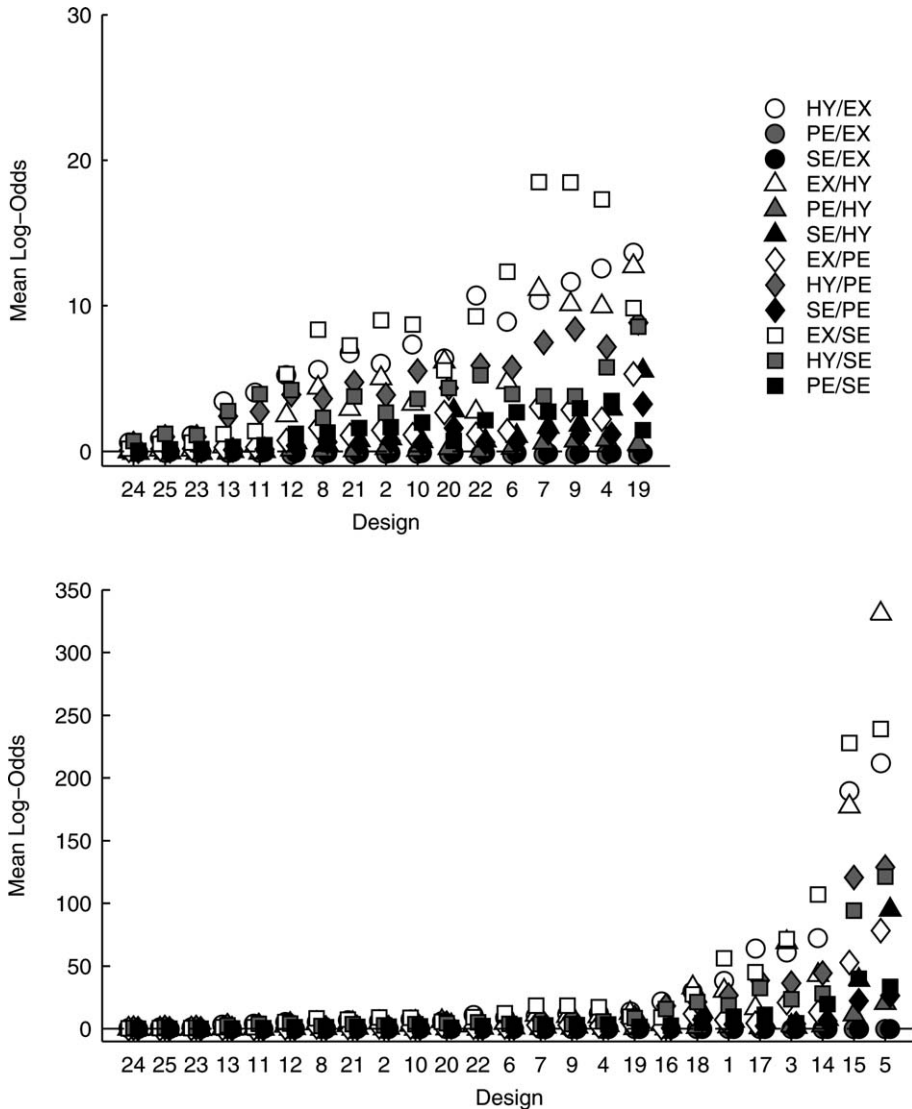 30
20
10
0
Mean Log–Odds
24 25 23 13 11 12 8 21 2 10 20 22 6 7 9 4 19
Design
HY/EX
PE/EX
SE/EX
EX/HY
PE/HY
SE/HY
EX/PE
HY/PE
SE/PE
EX/SE
HY/SE
PE/SE
350
300
250
200
150
100
50
0
Mean Log–Odds
24 25 23 13 11 12 8 21 2 10 20 22 6 7 9 4 19 16 18 1 17 3 14 15 5
Design